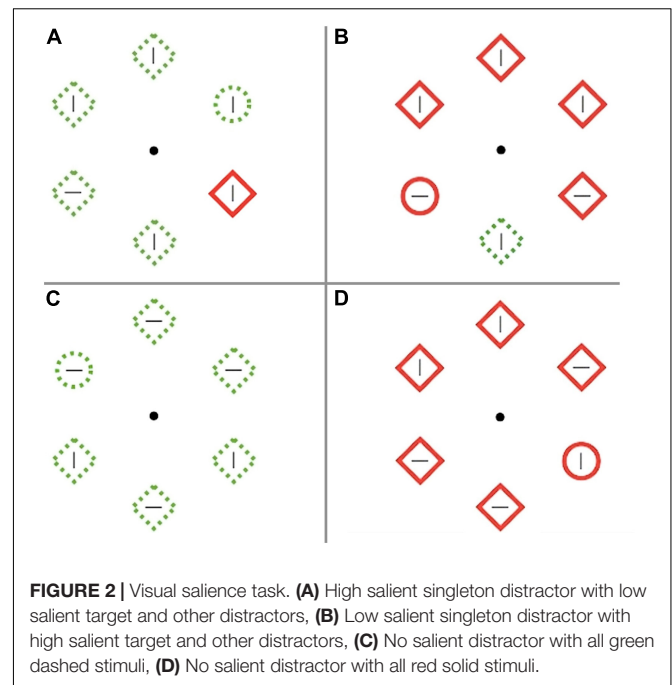 A
B
C
D
FIGURE 2 | Visual salience task. (A) High salient singleton distractor with low
salient target and other distractors, (B) Low salient singleton distractor with
high salient target and other distractors, (C) No salient distractor with all green
dashed stimuli, (D) No salient distractor with all red solid stimuli.